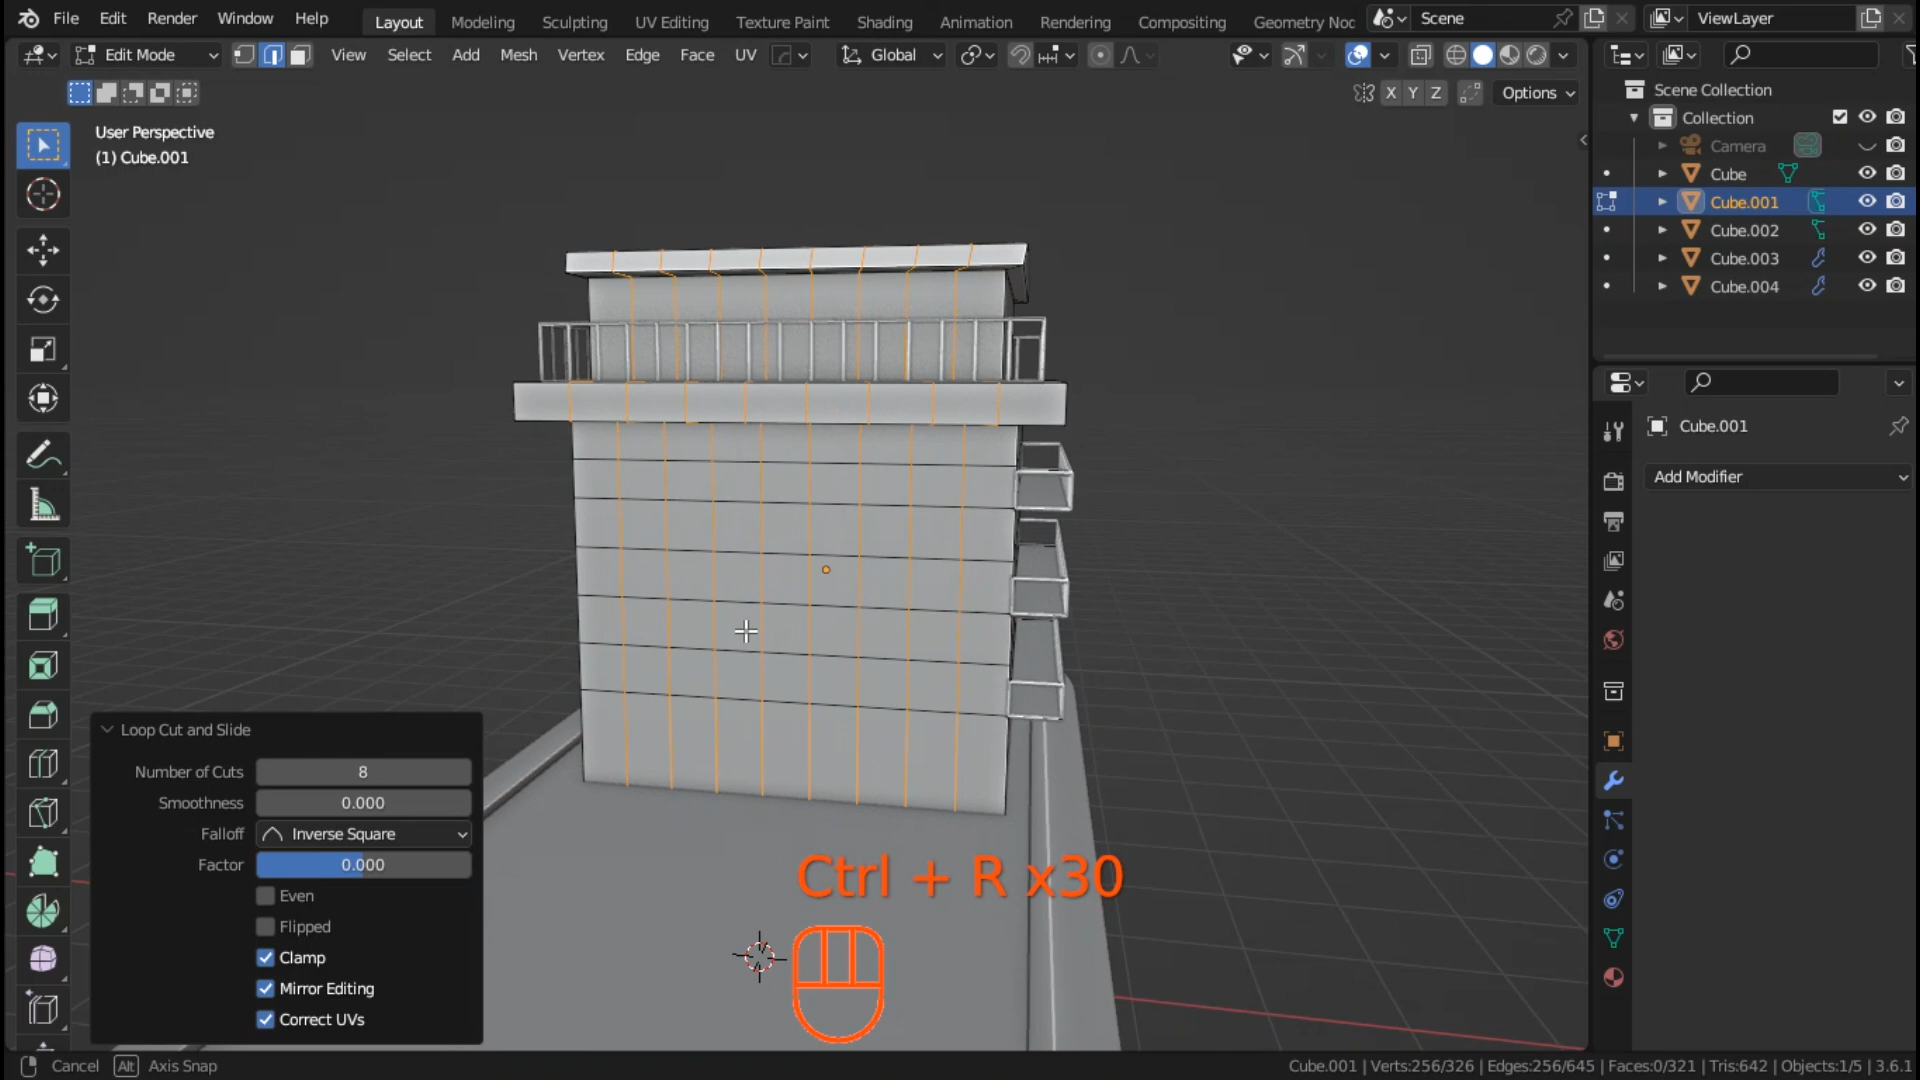 File Edit Render Window Help
Layout Modeling Sculpting UV Editing Texture Paint Shading Animation Rendering Compositing Geometry Noc
Scene
ViewLayer
Edit Mode
View Select Add Mesh Vertex Edge Face UV
Global
X Y Z
Options
User Perspective
(1) Cube.001
Scene Collection
Collection
Camera
Cube
Cube.001
Cube.002
Cube.003
Cube.004
Cube.001
Add Modifier
Loop Cut and Slide
Number of Cuts 8
Smoothness 0.000
Falloff Inverse Square
Factor 0.000
Even
Flipped
Clamp
Mirror Editing
Correct UVs
Ctrl + R x30
Cancel Alt Axis Snap
Cube.001 | Verts:256/326 | Edges:256/645 | Faces:0/321 | Tris:642 | Objects:1/5 | 3.6.1